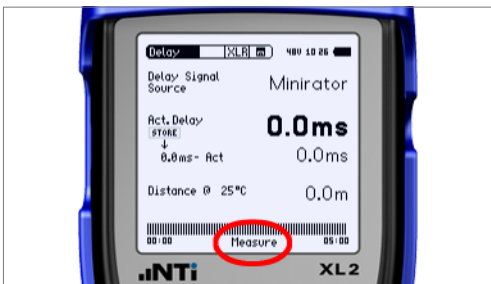 Delay XLR 48V 10 26
Delay Signal
Source
Minirator
Act. Delay
STORE
0.0ms
0.0ms- Act
0.0ms
Distance @ 25°C
0.0m
00:00 Measure 05:00
NTi XL2